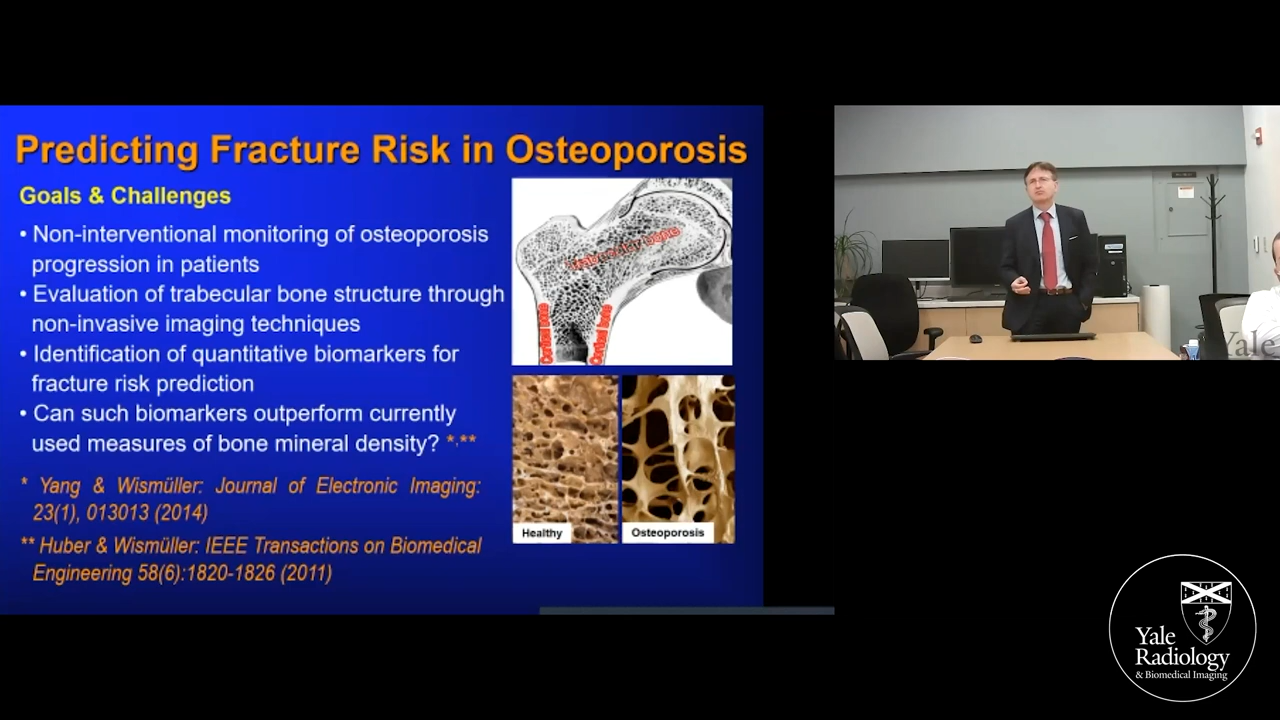 Predicting Fracture Risk in Osteoporosis
Goals & Challenges
• Non-interventional monitoring of osteoporosis
progression in patients
• Evaluation of trabecular bone structure through
non-invasive imaging techniques
• Identification of quantitative biomarkers for
fracture risk prediction
• Can such biomarkers outperform currently
used measures of bone mineral density? *,**
* Yang & Wismüller: Journal of Electronic Imaging:
23(1), 013013 (2014)
** Huber & Wismüller: IEEE Transactions on Biomedical
Engineering 58(6):1820-1826 (2011)
Trabecular bone
Cortical bone
Cortical bone
Healthy
Osteoporosis
Yale
Yale
Radiology
& Biomedical Imaging